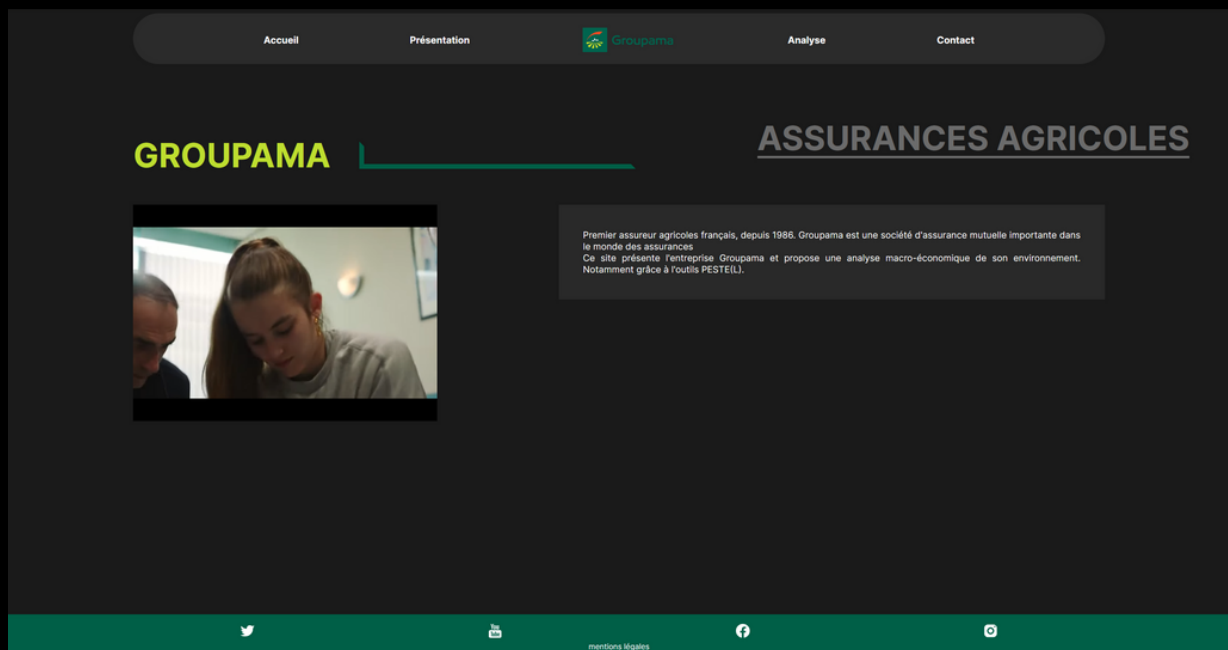 Accueil
Présentation
Groupama
Analyse
Contact
GROUPAMA
ASSURANCES AGRICOLES
Premier assureur agricoles français, depuis 1986. Groupama est une société d'assurance mutuelle importante dans
le monde des assurances
Ce site présente l'entreprise Groupama et propose une analyse macro-économique de son environnement.
Notamment grâce à l'outils PESTE(L).
You
Tube
mentions légales